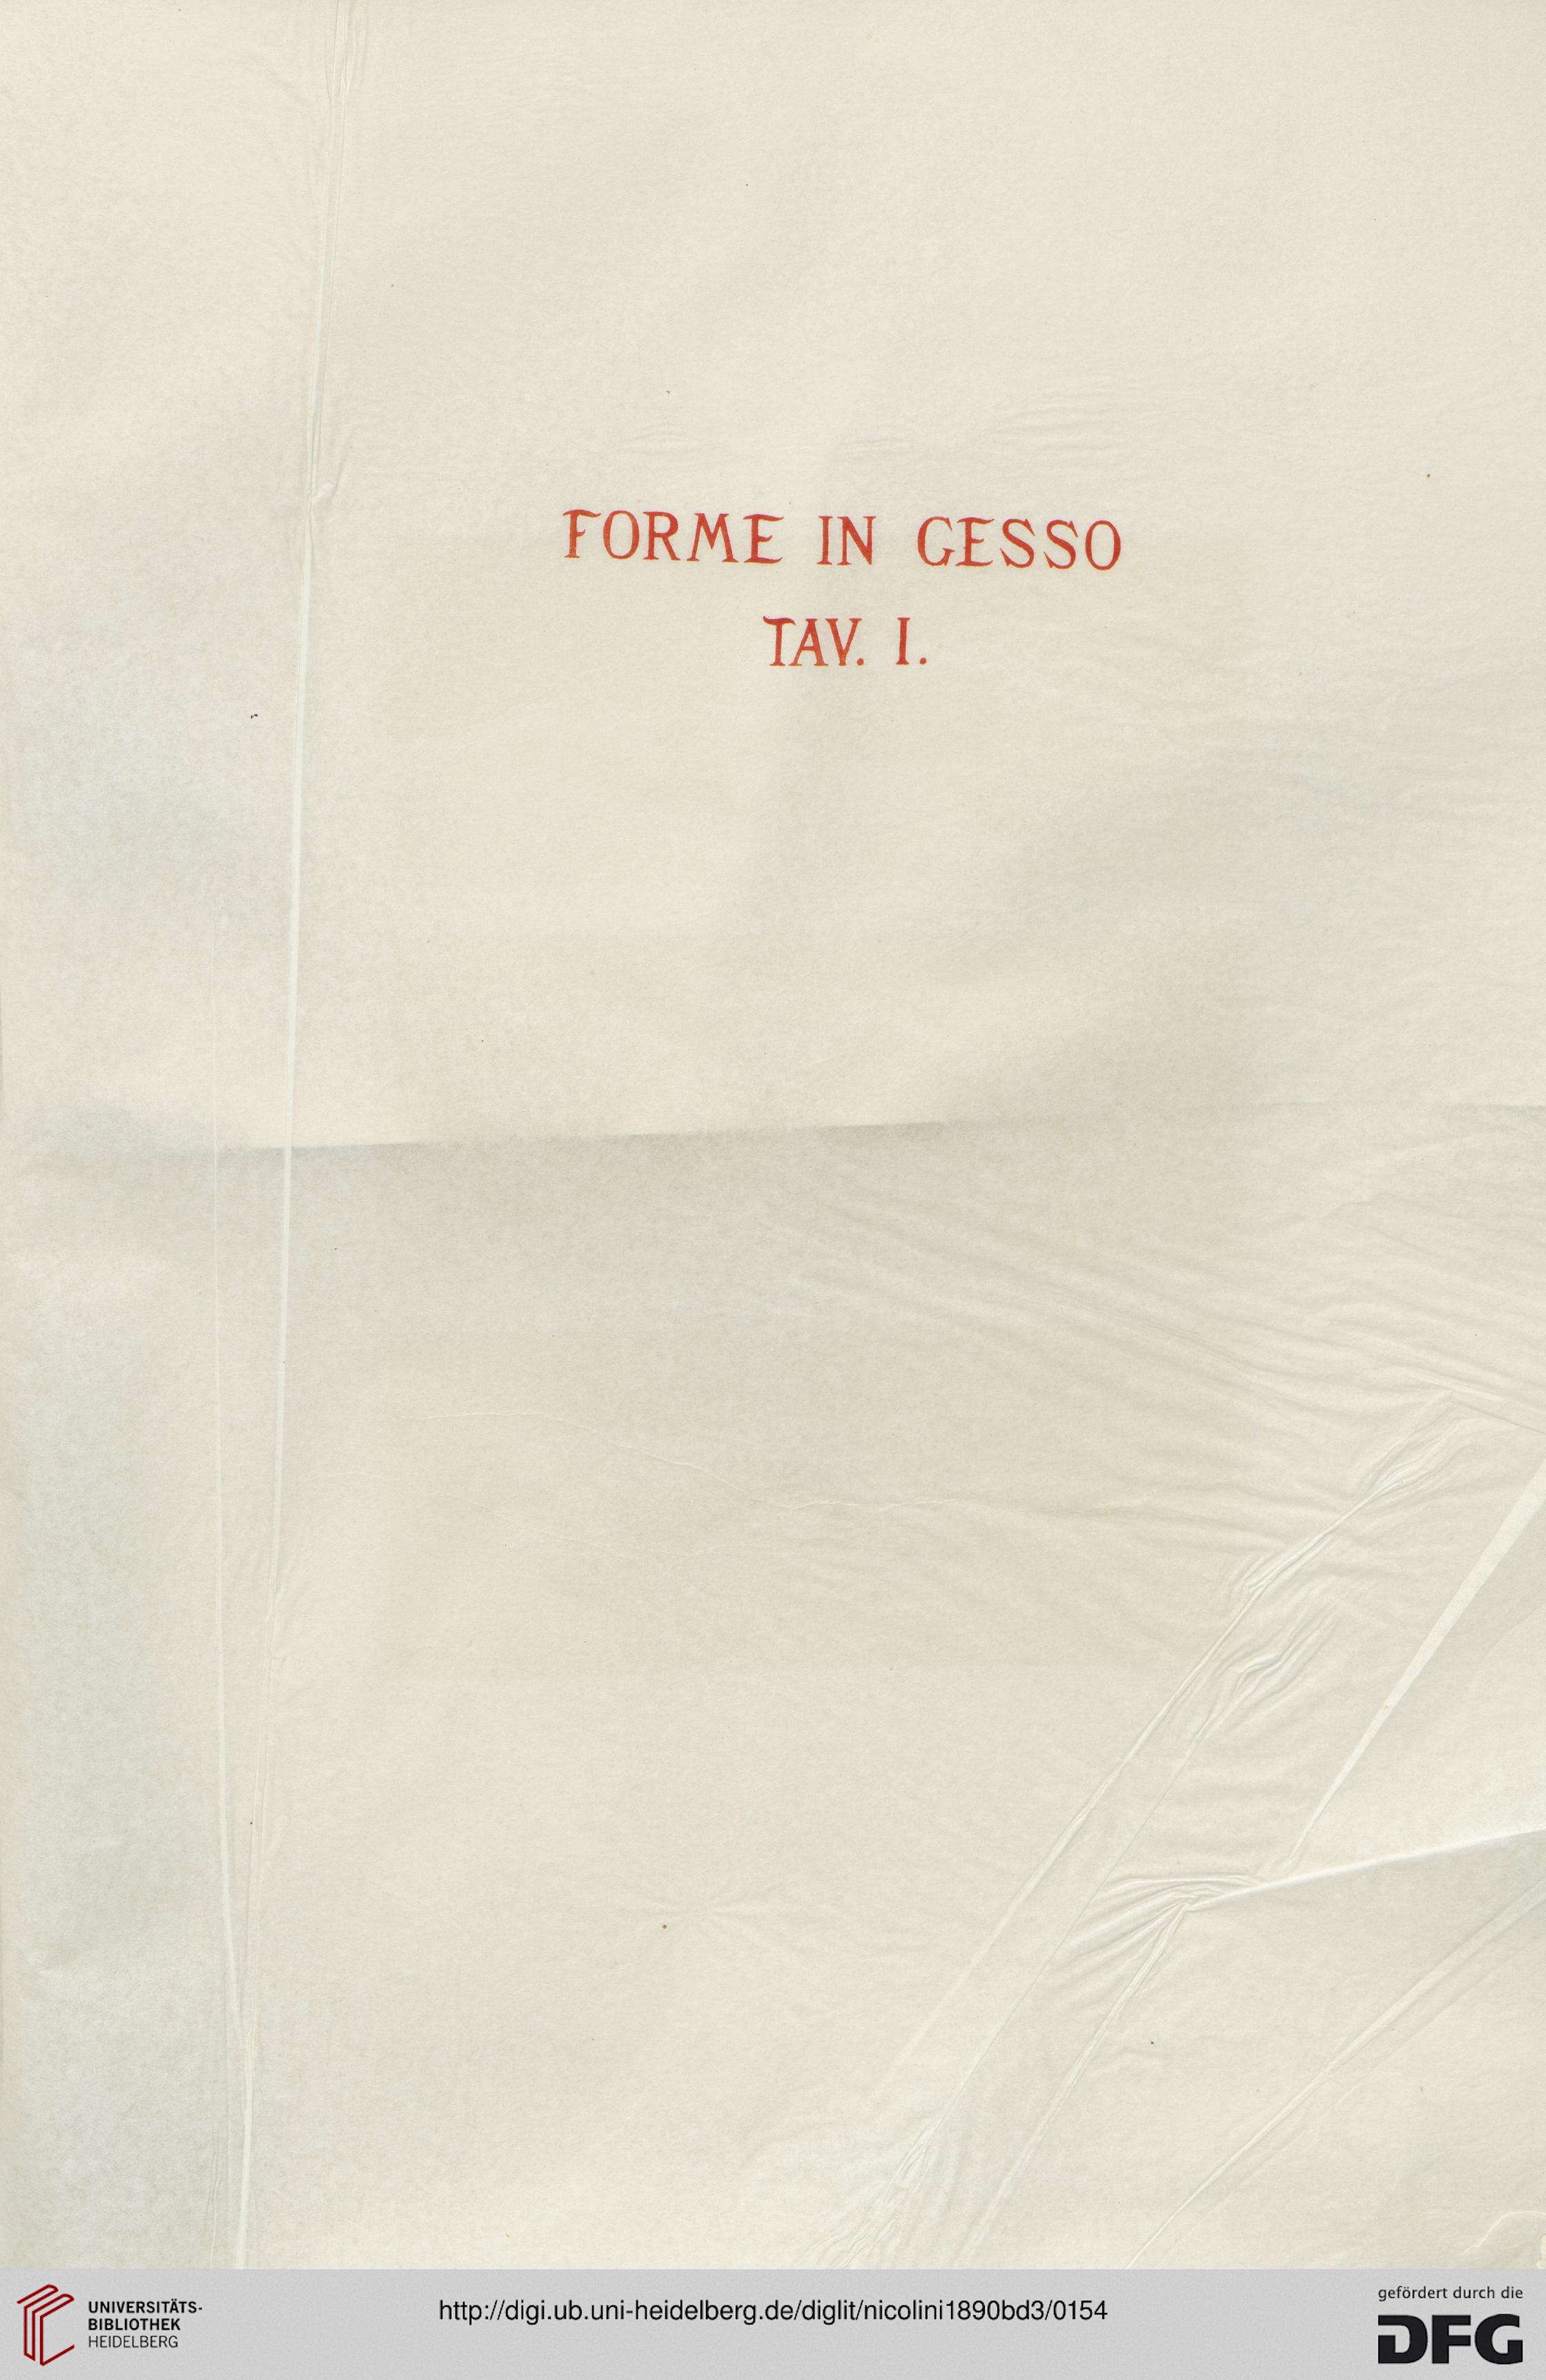 FORME IN GESSO
TAV. I.
UNIVERSITÄTS-
BIBLIOTHEK
HEIDELBERG
http://digi.ub.uni-heidelberg.de/diglit/nicolini1890bd3/0154
gefördert durch die
DFG